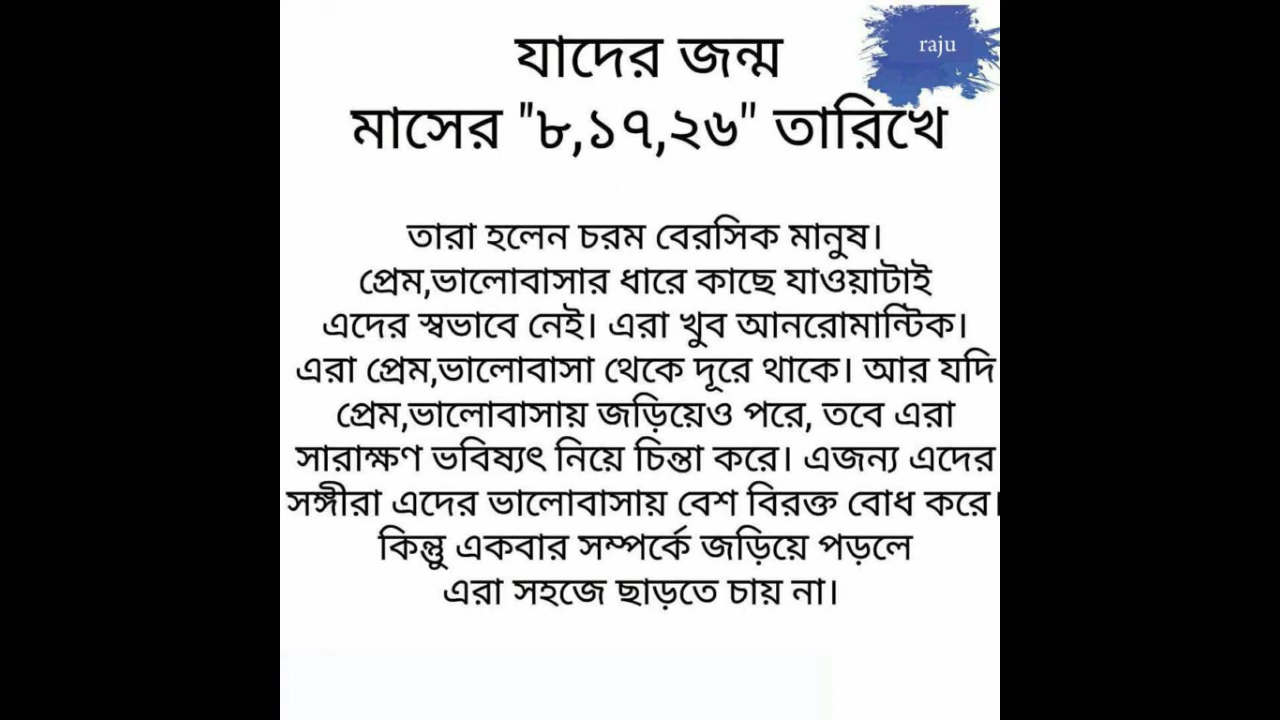 যাদের জন্ম
raju
মাসের "৮,১৭,২৬" তারিখে
তারা হলেন চরম বেরসিক মানুষ।
প্রেম,ভালোবাসার ধারে কাছে যাওয়াটাই
এদের স্বভাবে নেই। এরা খুব আনরোমান্টিক।
এরা প্রেম,ভালোবাসা থেকে দূরে থাকে। আর যদি
প্রেম,ভালোবাসায় জড়িয়েও পরে, তবে এরা
সারাক্ষণ ভবিষ্যৎ নিয়ে চিন্তা করে। এজন্য এদের
সঙ্গীরা এদের ভালোবাসায় বেশ বিরক্ত বোধ করে।
কিন্তু একবার সম্পর্কে জড়িয়ে পড়লে
এরা সহজে ছাড়তে চায় না।